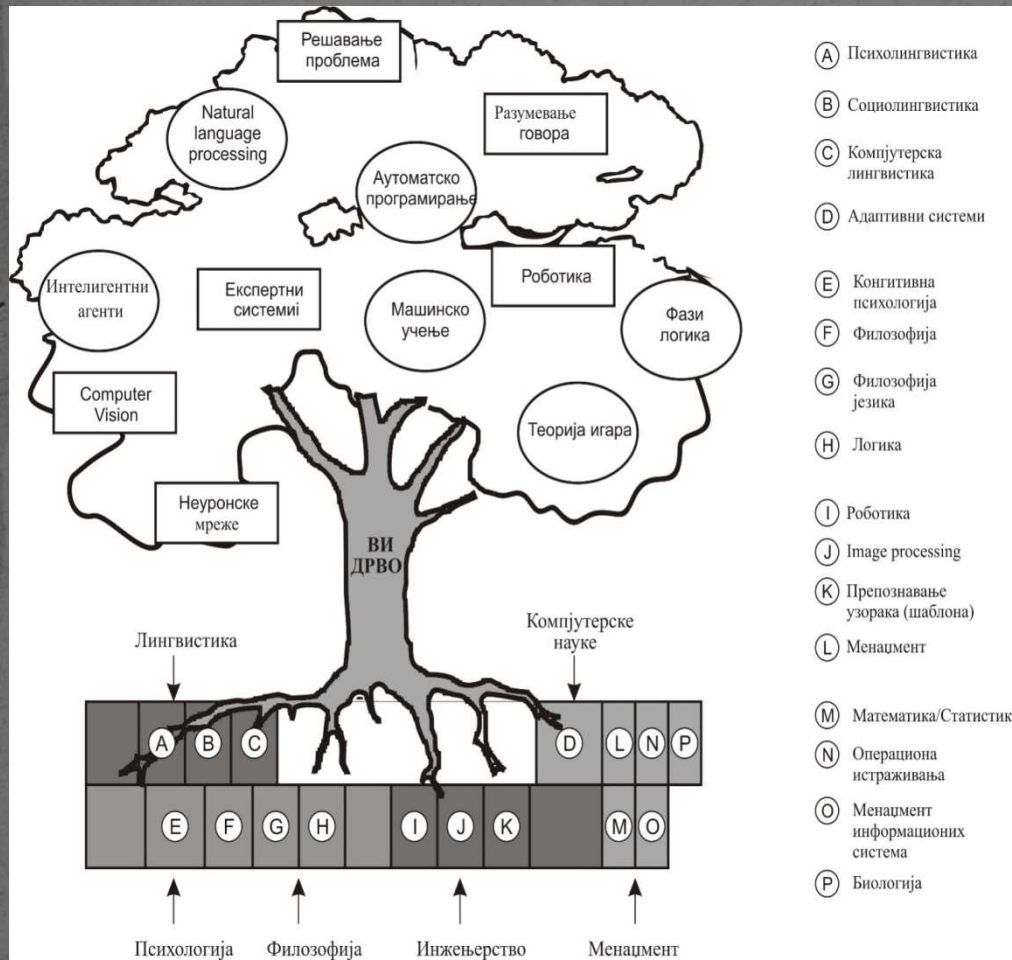 Решавање
проблема
Natural
language
processing
Разумевање
говора
Аутоматско
програмирање
Интелигентни
агенти
Експертни
системиі
Машинско
учење
Роботика
Фази
логика
Computer
Vision
Теорија игара
Неуронске
мреже
ВИ
ДРВО
Лингвистика
Компјутерске
науке
A B C D L N P
E F G H I J K M O
Психологија Филозофија Инжењерство Менаџмент
A Психолингвистика
B Социолингвистика
C Компјутерска
лингвистика
D Адаптивни системи
E Конгитивна
психологија
F Филозофија
G Филозофија
језика
H Логика
I Роботика
J Image processing
K Препознавање
узорака (шаблона)
L Менаџмент
M Математика/Статистик
N Операциона
истраживања
O Менаџмент
информационих
система
P Биологија